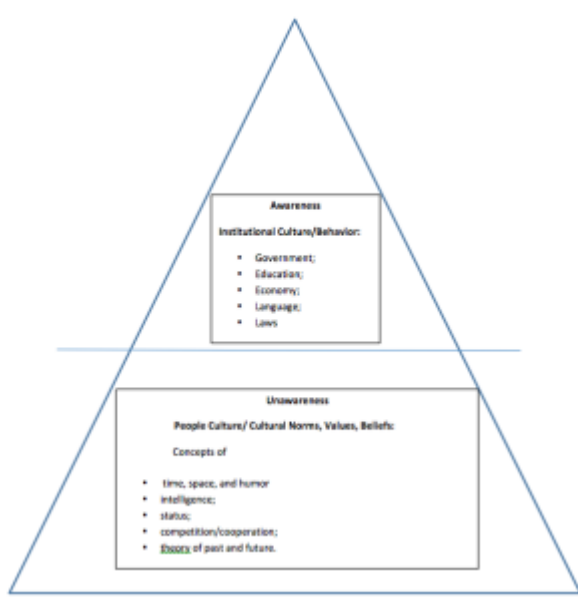 Awareness
Institutional Culture/Behavior:
• Government;
• Education;
• Economy;
• Language;
• Laws
Unawareness
People Culture/ Cultural Norms, Values, Beliefs:
Concepts of
• time, space, and humor
• intelligence;
• status;
• competition/cooperation;
• theory of past and future.